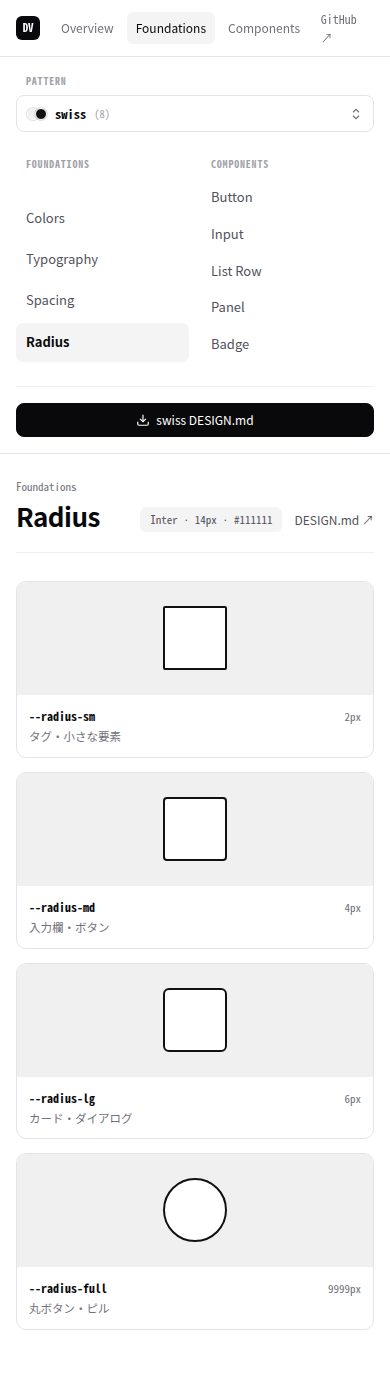 DV
Overview
Foundations
Components
GitHub ↗
PATTERN
swiss (8)
FOUNDATIONS
Colors
Typography
Spacing
Radius
COMPONENTS
Button
Input
List Row
Panel
Badge
swiss DESIGN.md
Foundations
Radius
Inter · 14px · #111111
DESIGN.md ↗
--radius-sm
2px
タグ・小さな要素
--radius-md
4px
入力欄・ボタン
--radius-lg
6px
カード・ダイアログ
--radius-full
9999px
丸ボタン・ピル